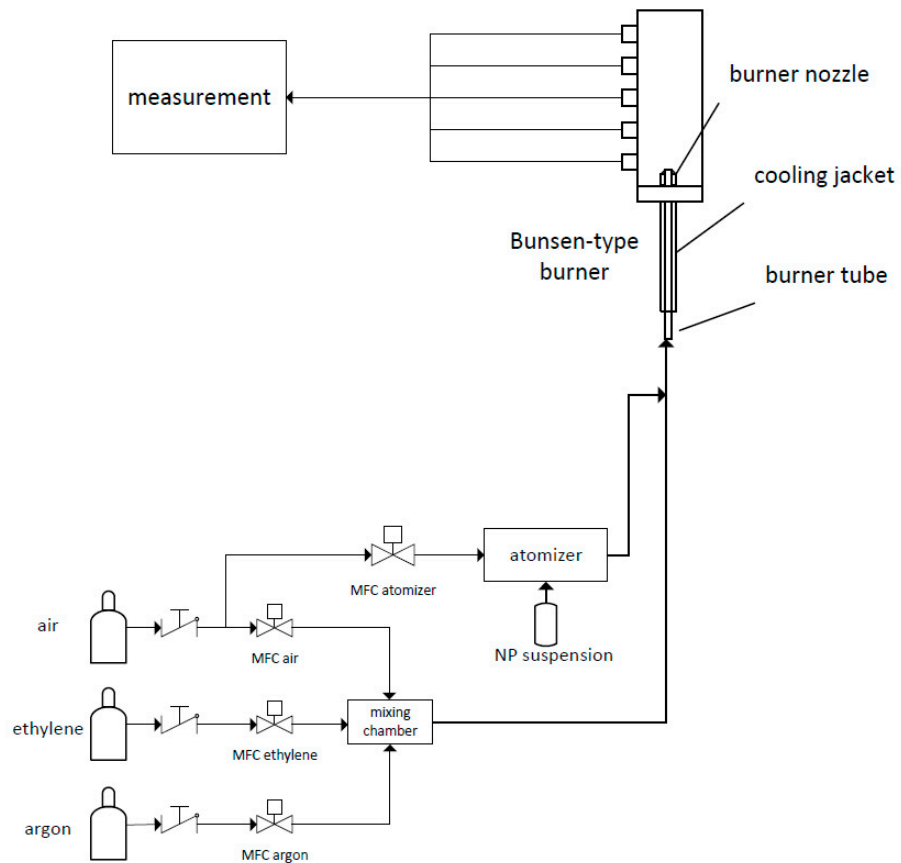 measurement
burner nozzle
cooling jacket
Bunsen-type
burner
burner tube
atomizer
MFC atomizer
air
NP suspension
MFC air
mixing
chamber
ethylene
MFC ethylene
argon
MFC argon